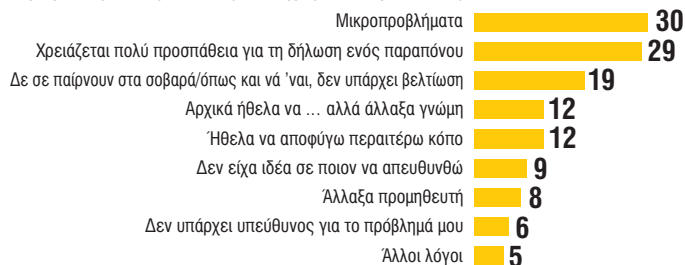 Μικροπροβλήματα 30
Χρειάζεται πολύ προσπάθεια για τη δήλωση ενός παραπόνου 29
Δε σε παίρνουν στα σοβαρά/όπως και νά 'ναι, δεν υπάρχει βελτίωση 19
Αρχικά ήθελα να … αλλά άλλαξα γνώμη 12
Ήθελα να αποφύγω περαιτέρω κόπο 12
Δεν είχα ιδέα σε ποιον να απευθυνθώ 9
Άλλαξα προμηθευτή 8
Δεν υπάρχει υπεύθυνος για το πρόβλημά μου 6
Άλλοι λόγοι 5